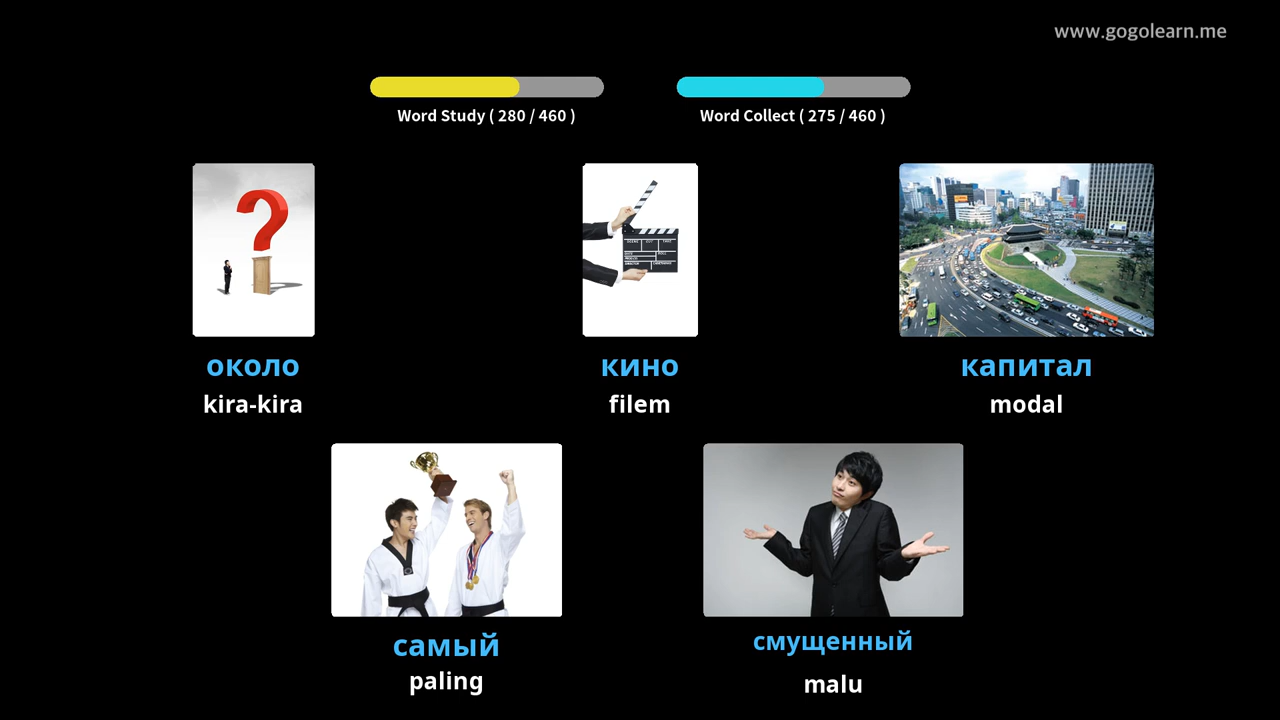 www.gogolearn.me
Word Study ( 280 / 460 )
Word Collect ( 275 / 460 )
около
kira-kira
кино
filem
капитал
modal
самый
paling
смущенный
malu